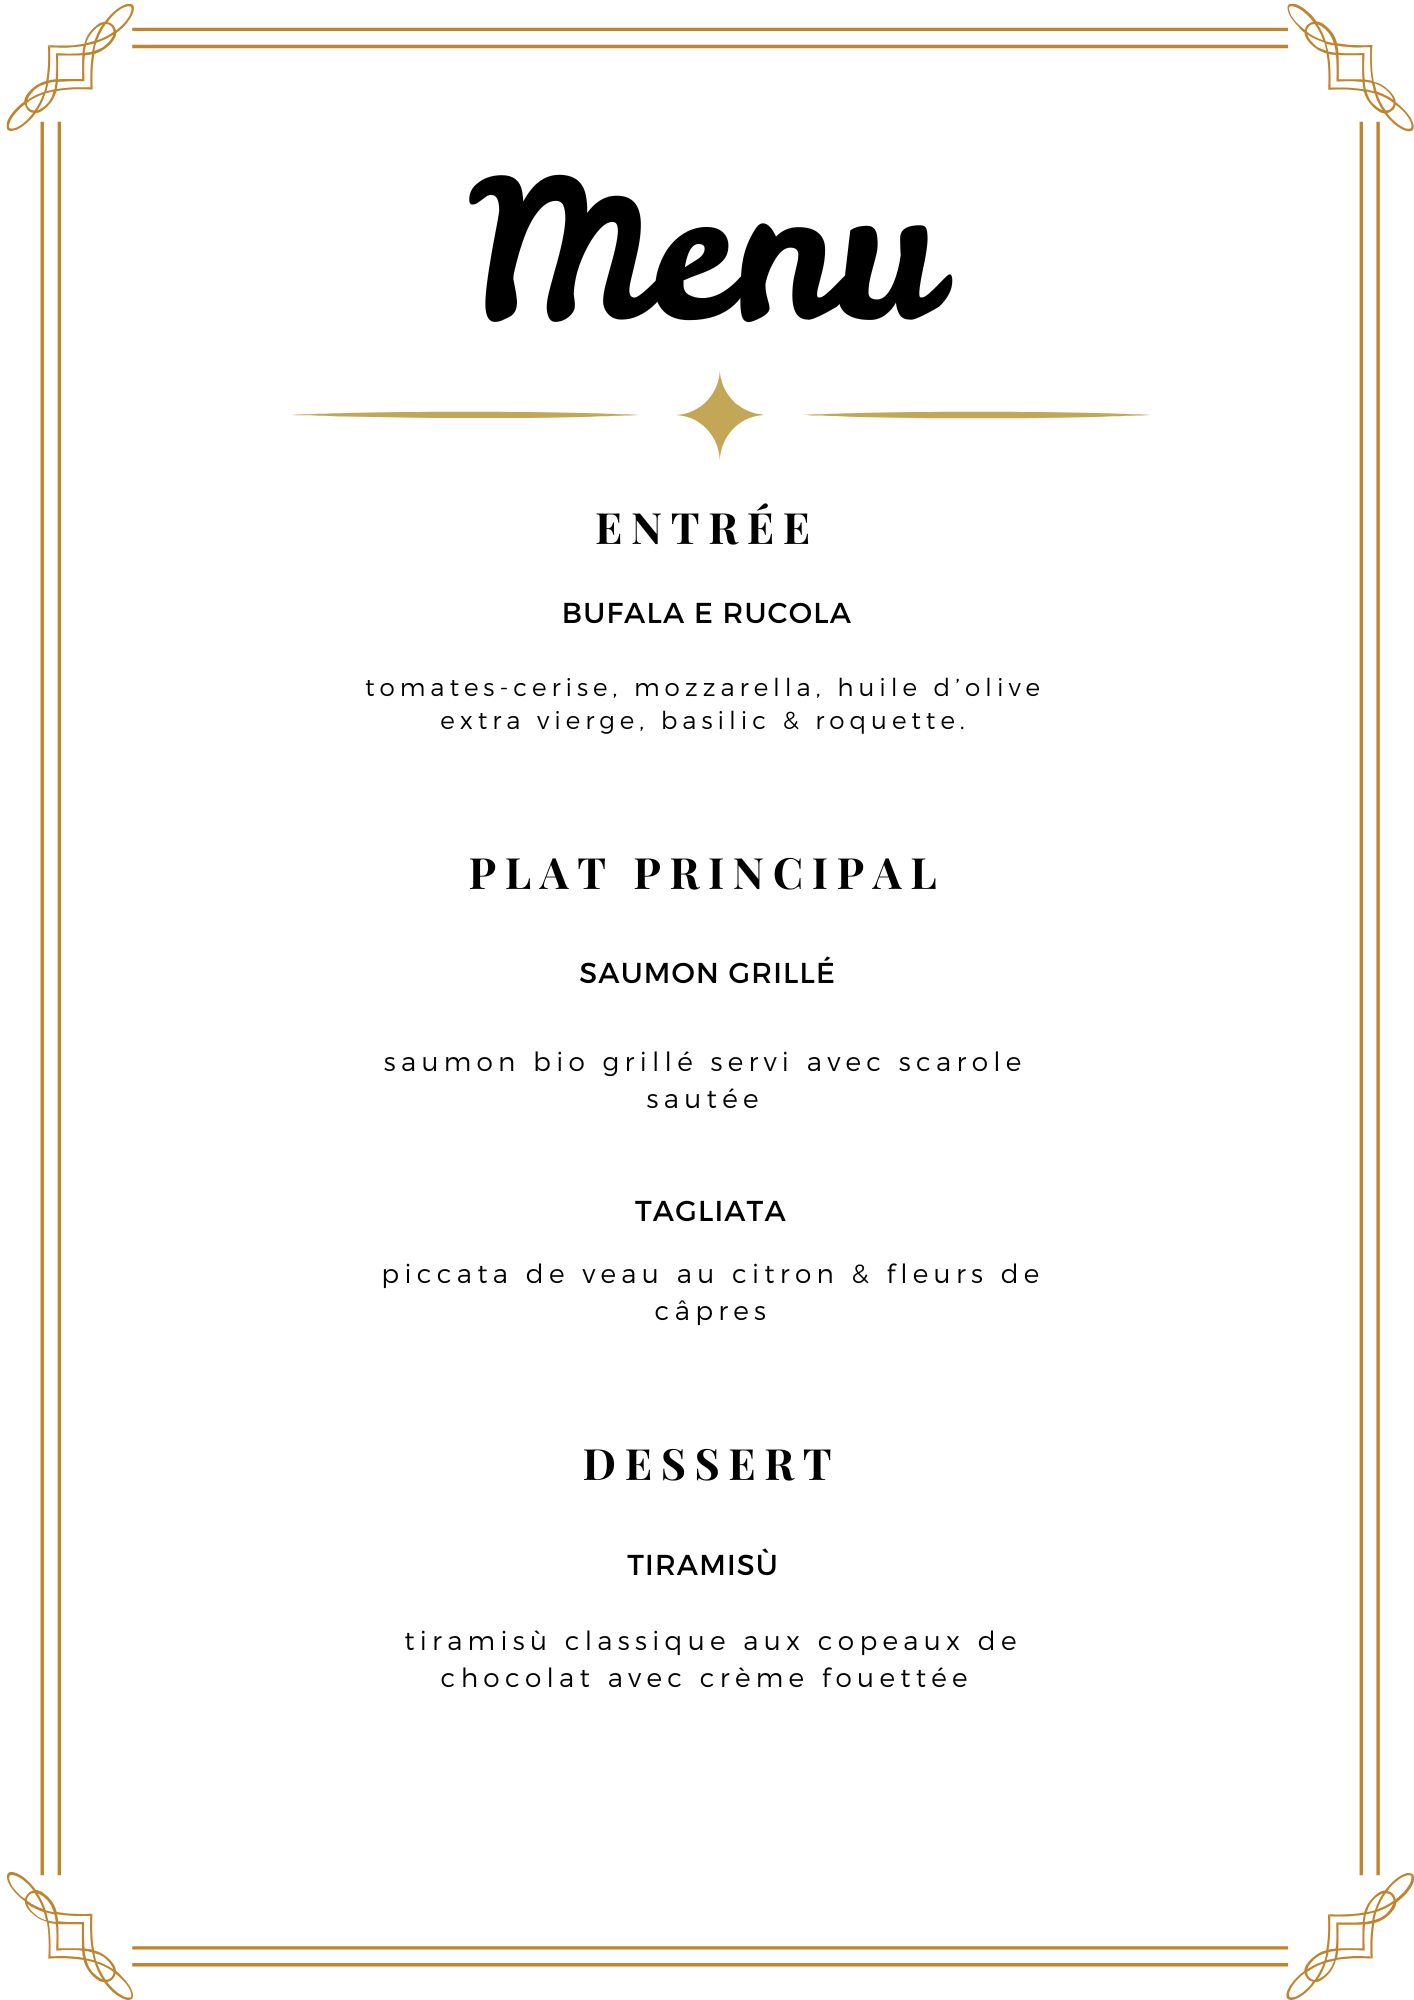 Menu
ENTRÉE
BUFALA E RUCOLA
tomates-cerise, mozzarella, huile d’olive
extra vierge, basilic & roquette.
PLAT PRINCIPAL
SAUMON GRILLÉ
saumon bio grillé servi avec scarole
sautée
TAGLIATA
piccata de veau au citron & fleurs de
câpres
DESSERT
TIRAMISÙ
tiramisù classique aux copeaux de
chocolat avec crème fouettée